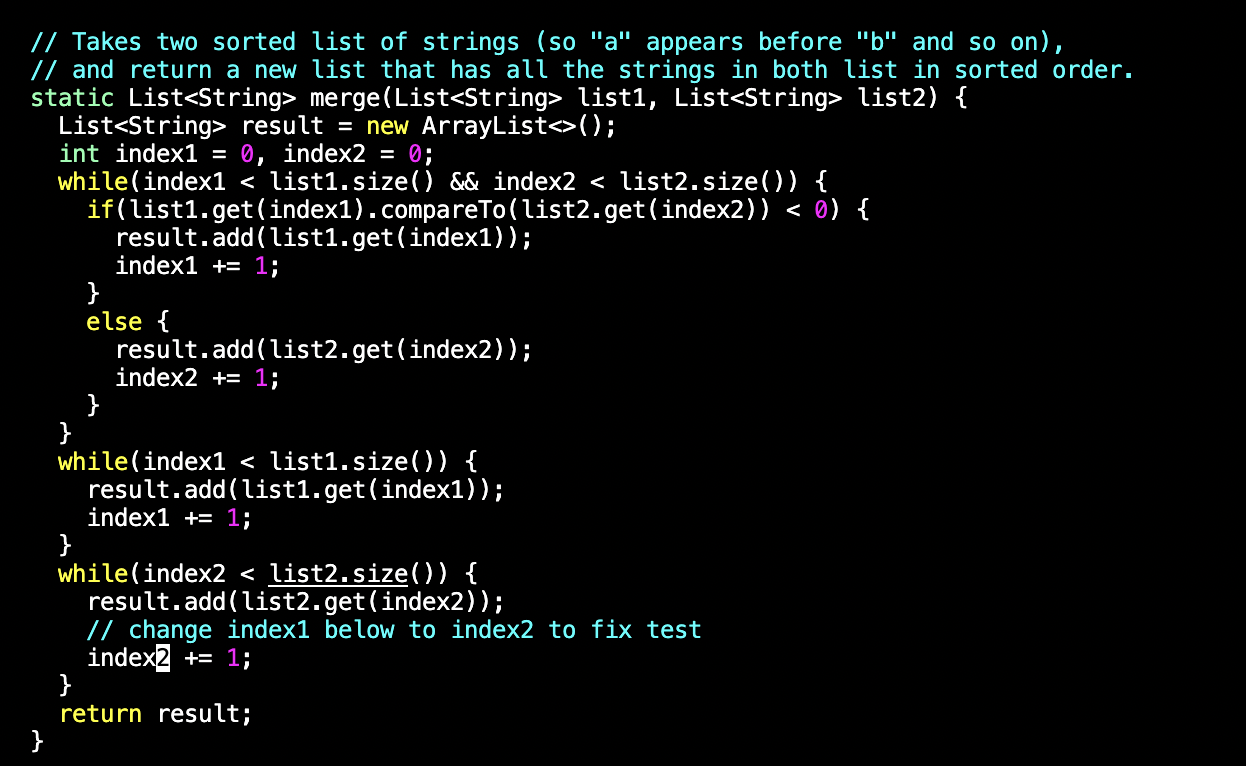 // Takes two sorted list of strings (so "a" appears before "b" and so on),
// and return a new list that has all the strings in both list in sorted order.
static List<String> merge(List<String> list1, List<String> list2) {
  List<String> result = new ArrayList<>();
  int index1 = 0, index2 = 0;
  while(index1 < list1.size() && index2 < list2.size()) {
    if(list1.get(index1).compareTo(list2.get(index2)) < 0) {
      result.add(list1.get(index1));
      index1 += 1;
    }
    else {
      result.add(list2.get(index2));
      index2 += 1;
    }
  }
  while(index1 < list1.size()) {
    result.add(list1.get(index1));
    index1 += 1;
  }
  while(index2 < list2.size()) {
    result.add(list2.get(index2));
    // change index1 below to index2 to fix test
    index2 += 1;
  }
  return result;
}